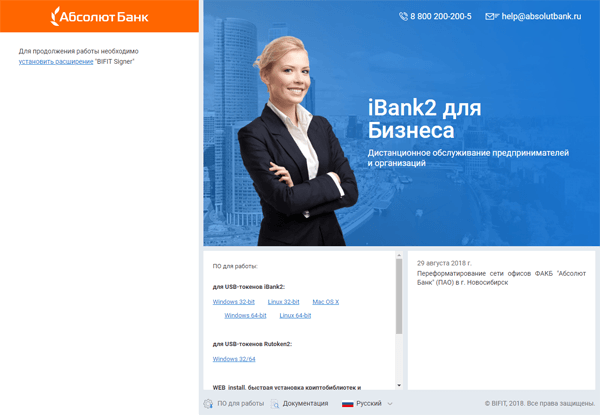 Абсолют Банк
Для продолжения работы необходимо
установить расширение "BIFIT Signer"
8 800 200-200-5
help@absolutbank.ru
iBank2 для
Бизнеса
Дистанционное обслуживание предпринимателей
и организаций
ПО для работы:
для USB-токенов iBank2:
Windows 32-bit Linux 32-bit Mac OS X
Windows 64-bit Linux 64-bit
для USB-токенов Rutoken2:
Windows 32/64
WEB_install, быстрая установка криптобиблиотек и
29 августа 2018 г.
Переформатирование сети офисов ФАКБ "Абсолют
Банк" (ПАО) в г. Новосибирск
ПО для работы Документация Русский
© BIFIT, 2018. Все права защищены.